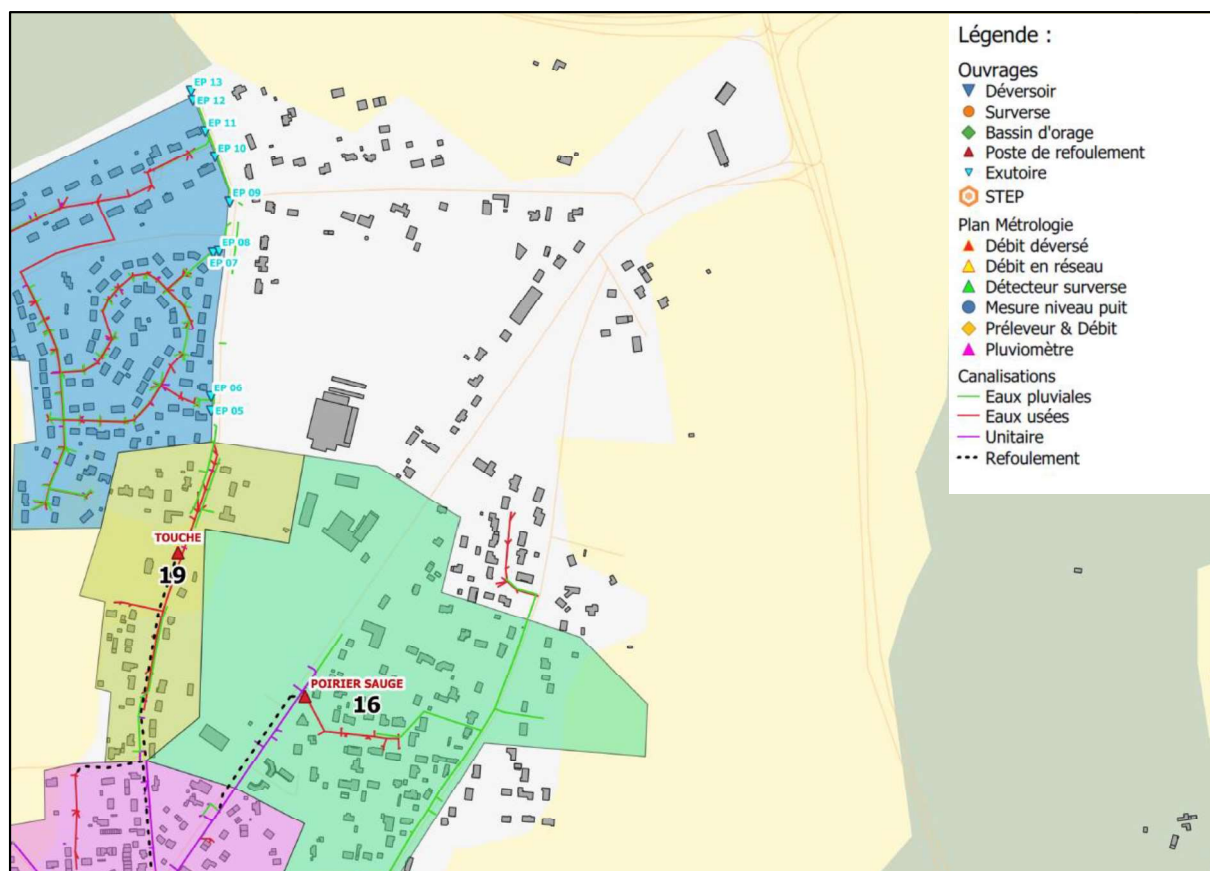 Légende :
Ouvrages
Déversoir
Surverse
Bassin d'orage
Poste de refoulement
Exutoire
STEP
Plan Métrologie
Débit déversé
Débit en réseau
Détecteur surverse
Mesure niveau puit
Préleveur & Débit
Pluviomètre
Canalisations
Eaux pluviales
Eaux usées
Unitaire
Refoulement
EP 13
EP 12
EP 11
EP 10
EP 09
EP 08
EP 07
EP 06
EP 05
TOUCHE
19
POIRIER SAUGE
16